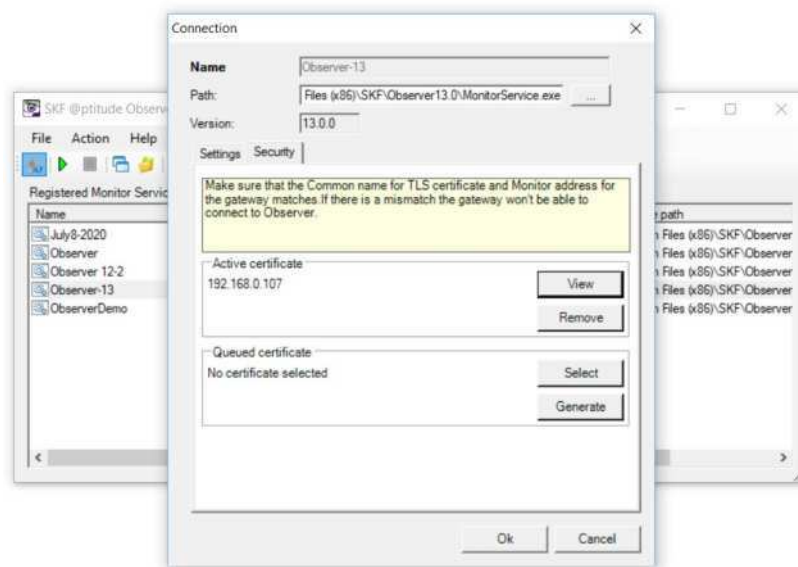 Connection
Name
Observer-13
Path:
Files (x86)\SKF\Observer13.0\MonitorService.exe
...
Version:
13.0.0
Settings
Security
Make sure that the Common name for TLS certificate and Monitor address for
the gateway matches.If there is a mismatch the gateway won't be able to
connect to Observer.
Active certificate
192.168.0.107
View
Remove
Queued certificate
No certificate selected
Select
Generate
Ok
Cancel
SKF @ptitude Observ
File
Action
Help
Registered Monitor Servic
Name
path
July8-2020
Files (x86)\SKF\Observer
Observer
Files (x86)\SKF\Observer
Observer 12-2
Files (x86)\SKF\Observer
Observer-13
Files (x86)\SKF\Observer
ObserverDemo
Files (x86)\SKF\Observer